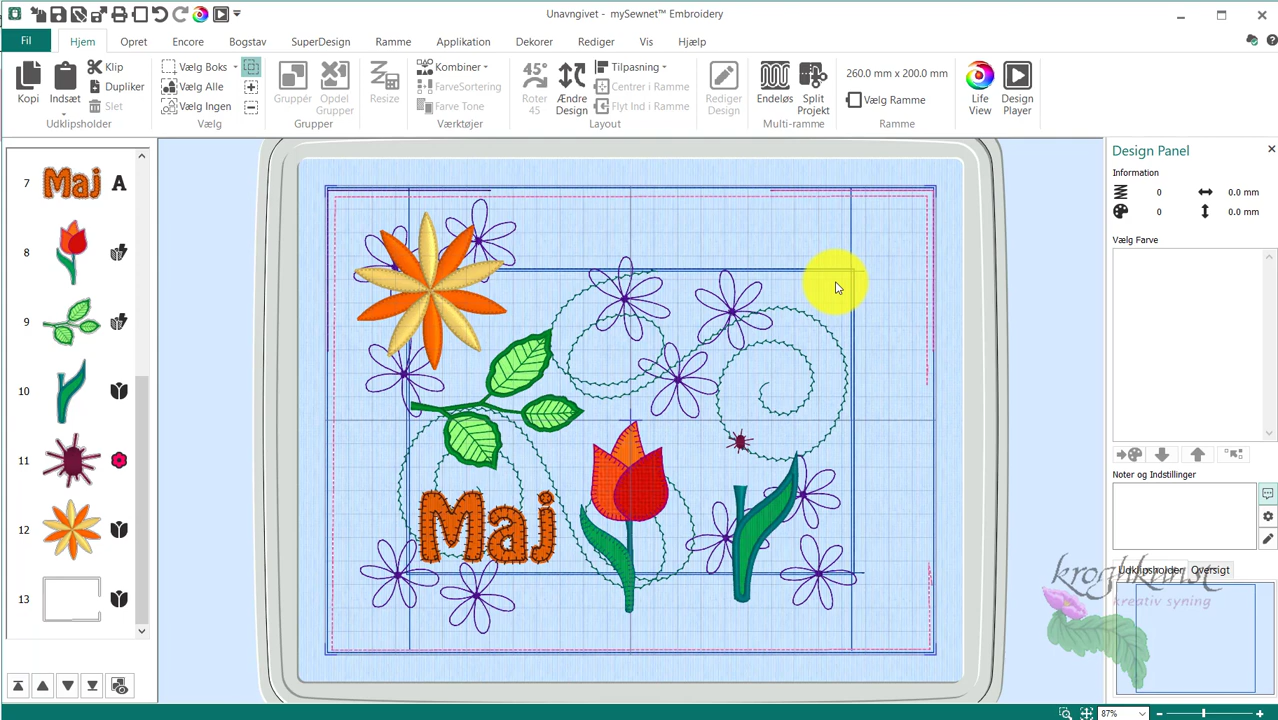 Unavngivet - mySewnet™ Embroidery
Fil Hjem Opret Encore Bogstav SuperDesign Ramme Applikation Dekorer Rediger Vis Hjælp
Kopi
Indsæt
Klip
Dupliker
Slet
Udklipsholder
Vælg Boks
Vælg Alle
Vælg Ingen
Vælg
Gruppér
Opdel Grupper
Grupper
Resize
Kombiner
FarveSortering
Farve Tone
Værktøjer
Roter 45
Ændre Design
Tilpasning
Centrer i Ramme
Flyt Ind i Ramme
Layout
Rediger Design
Endeløs
Split Projekt
Multi-ramme
260.0 mm x 200.0 mm
Vælg Ramme
Ramme
Life View
Design Player
7 Maj A
8
9
10
11
12
13
Maj
Design Panel
Information
0 0.0 mm
0 0.0 mm
Vælg Farve
Noter og Indstillinger
Udklipsholder Oversigt
kroghkunst
kreativ syning
87%